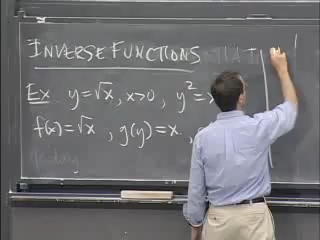 INVERSE FUNCTIONS
Ex y=√x, x>0, y²=x
f(x)=√x , g(y)=x ,